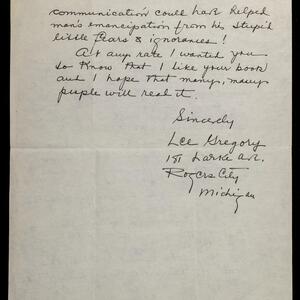 communication could have helped
man's emancipation from his stupid
little fears & ignorances!
At any rate I wanted you
to know that I like your book
and I hope that many, many
people will read it.
Sincerely
Lee Gregory
181 Larke ave.
Rogers City
Michigan